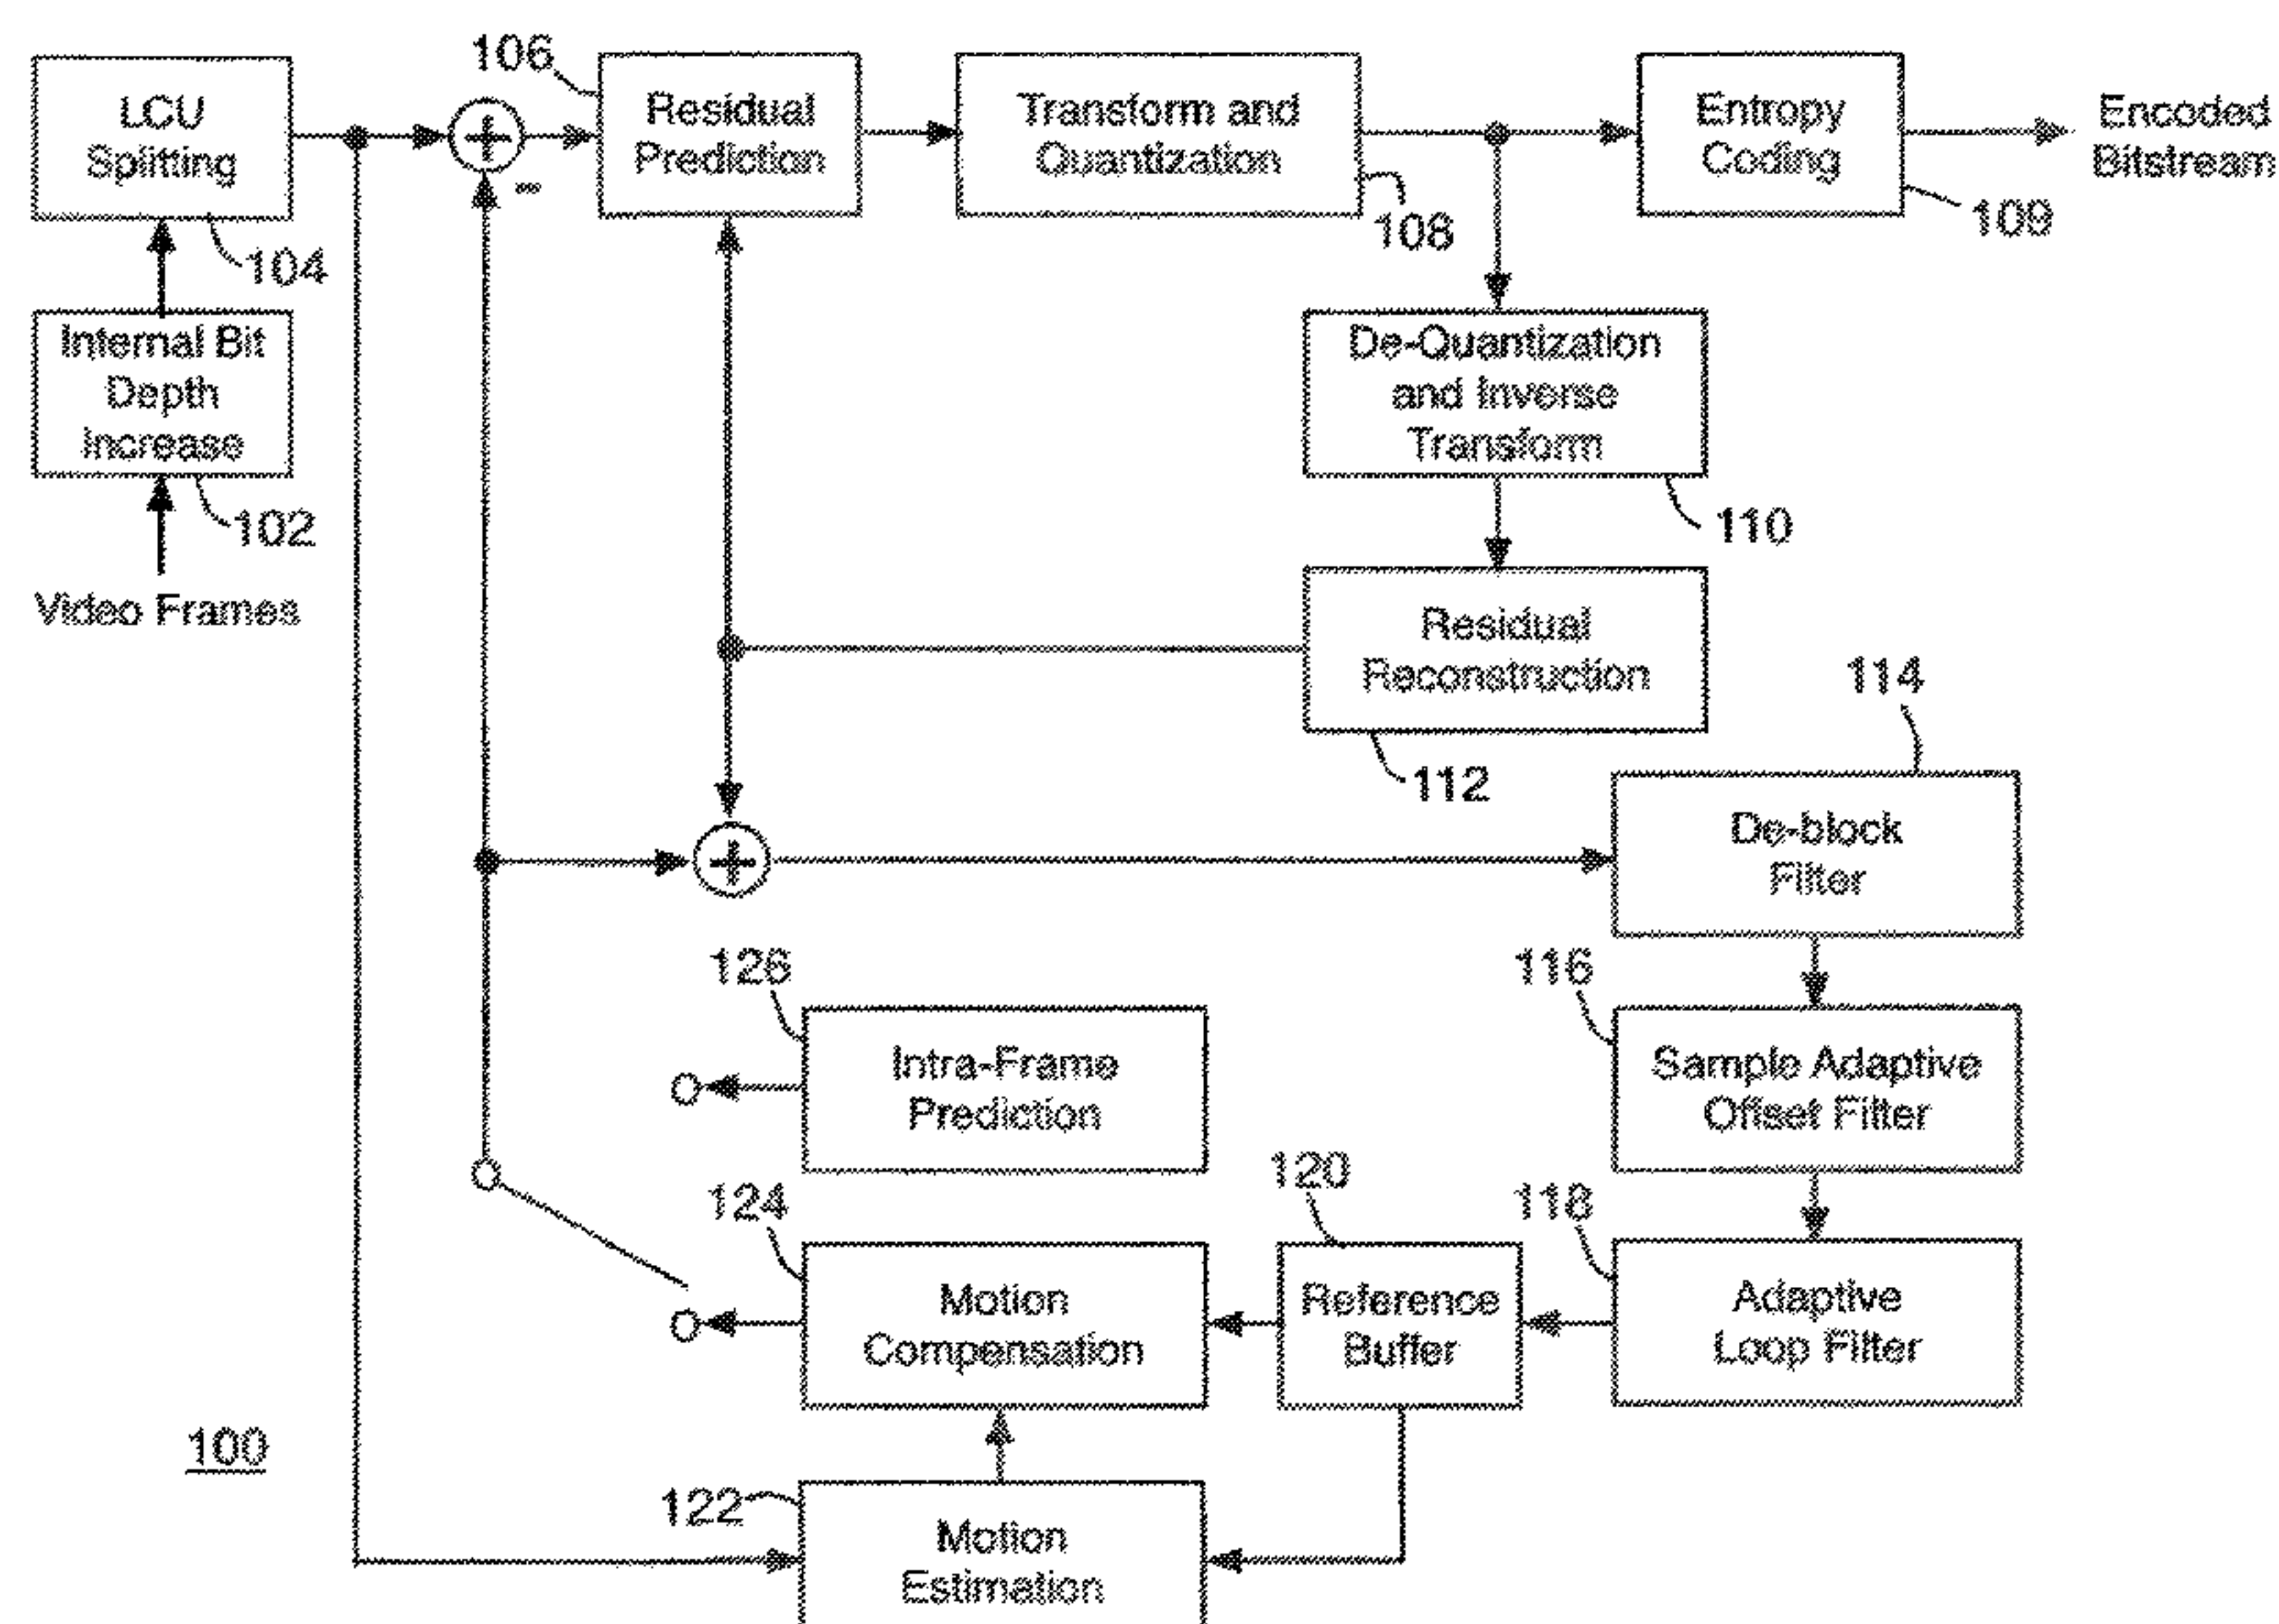 106
LCU
Splitting
Residual
Prediction
Transform and
Quantization
Entropy
Coding
Encoded
Bitstream
+
-
108
109
104
Internal Bit
Depth
Increase
De-Quantization
and Inverse
Transform
102
110
Video Frames
Residual
Reconstruction
114
112
+
De-block
Filter
126
116
Intra-Frame
Prediction
Sample Adaptive
Offset Filter
124
120
118
Motion
Compensation
Reference
Buffer
Adaptive
Loop Filter
100
122
Motion
Estimation